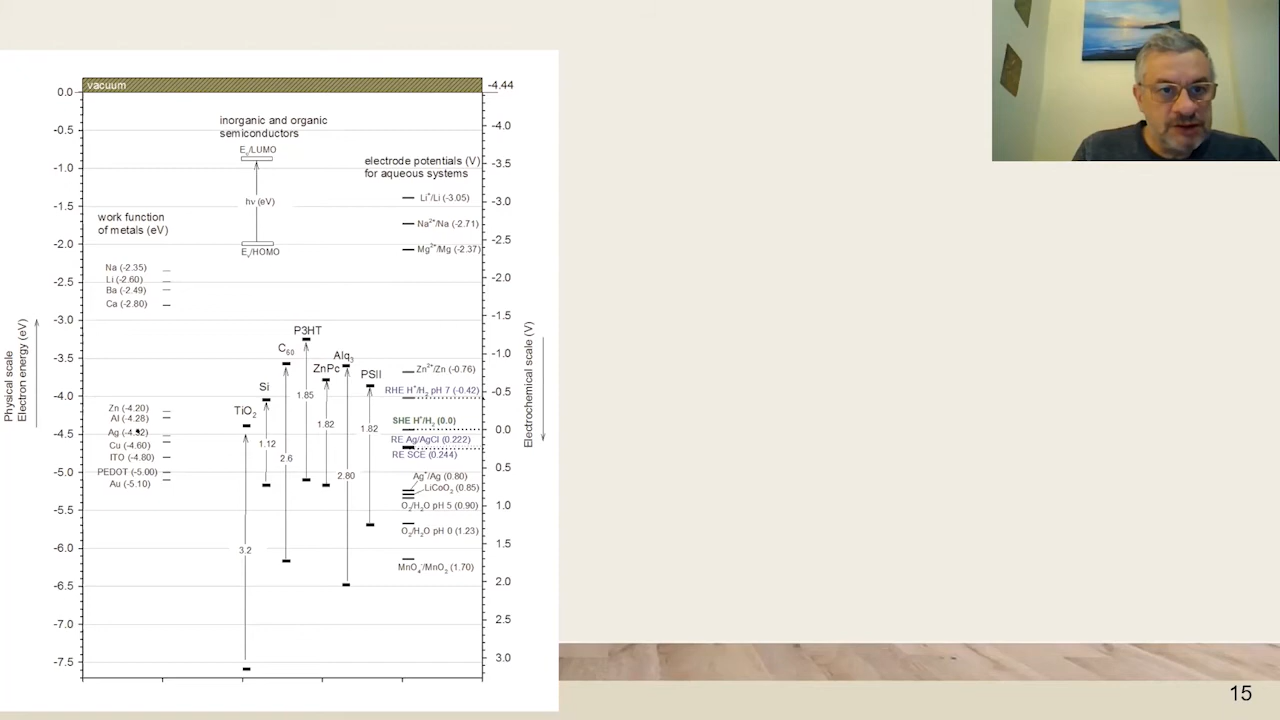 vacuum
-4.44
0.0
-0.5
-1.0
-1.5
-2.0
-2.5
-3.0
-3.5
-4.0
-4.5
-5.0
-5.5
-6.0
-6.5
-7.0
-7.5
Physical scale
Electron energy (eV)
work function
of metals (eV)
Na (-2.35)
Li (-2.60)
Ba (-2.49)
Ca (-2.80)
Zn (-4.20)
Al (-4.28)
Ag (
Cu (-4.60)
ITO (-4.80)
PEDOT (-5.00)
Au (-5.10)
inorganic and organic
semiconductors
Ec/LUMO
hν (eV)
Ev/HOMO
TiO2
3.2
Si
1.12
C60
2.6
P3HT
1.85
ZnPc
1.82
Alq3
2.80
PSII
1.82
electrode potentials (V)
for aqueous systems
Li+/Li (-3.05)
Na2+/Na (-2.71)
Mg2+/Mg (-2.37)
Zn2+/Zn (-0.76)
RHE H+/H2 pH 7 (-0.42)
SHE H+/H2 (0.0)
RE Ag/AgCl (0.222)
RE SCE (0.244)
Ag+/Ag (0.80)
LiCoO2 (0.85)
O2/H2O pH 5 (0.90)
O2/H2O pH 0 (1.23)
MnO4-/MnO2 (1.70)
-4.0
-3.5
-3.0
-2.5
-2.0
-1.5
-1.0
-0.5
0.0
0.5
1.0
1.5
2.0
2.5
3.0
Electrochemical scale (V)
15